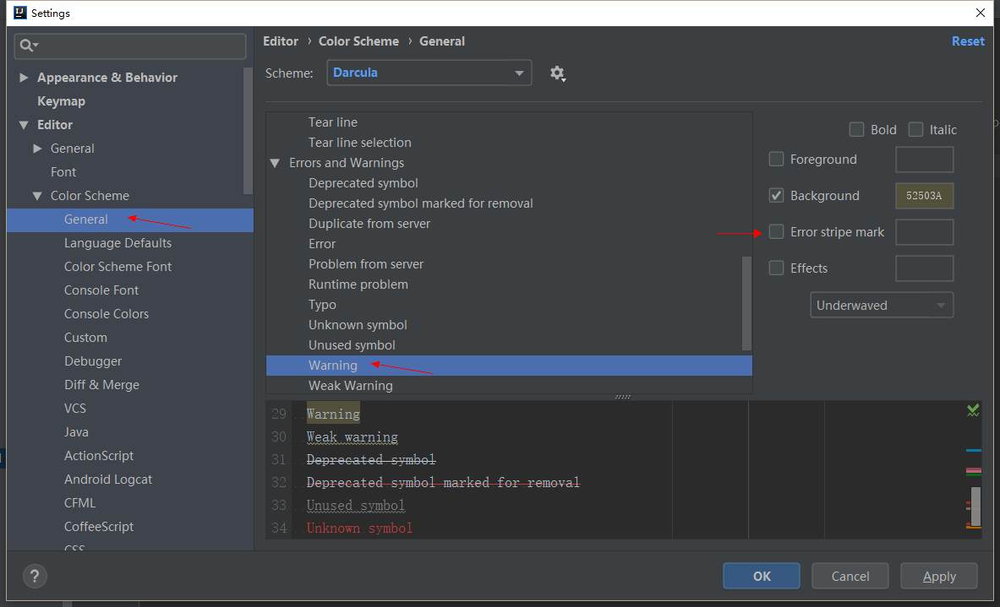 IJ Settings
Editor › Color Scheme › General Reset
Scheme: Darcula
Appearance & Behavior
Keymap
Editor
General
Font
Color Scheme
General
Language Defaults
Color Scheme Font
Console Font
Console Colors
Custom
Debugger
Diff & Merge
VCS
Java
ActionScript
Android Logcat
CFML
CoffeeScript
CSS
Tear line
Tear line selection
Errors and Warnings
Deprecated symbol
Deprecated symbol marked for removal
Duplicate from server
Error
Problem from server
Runtime problem
Typo
Unknown symbol
Unused symbol
Warning
Weak Warning
Bold Italic
Foreground
Background 52503A
Error stripe mark
Effects
Underwaved
29 Warning
30 Weak warning
31 Deprecated symbol
32 Deprecated symbol marked for removal
33 Unused symbol
34 Unknown symbol
? OK Cancel Apply